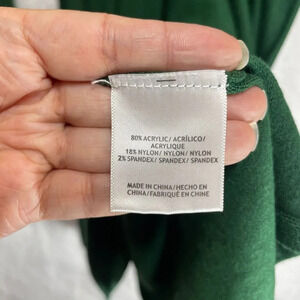 80% ACRYLIC/ ACRÍLICO/
ACRYLIQUE
18% NYLON/ NYLON/ NYLON
2% SPANDEX/ SPANDEX/ SPANDEX
MADE IN CHINA/HECHO EN
CHINA/FABRIQUÉ EN CHINE